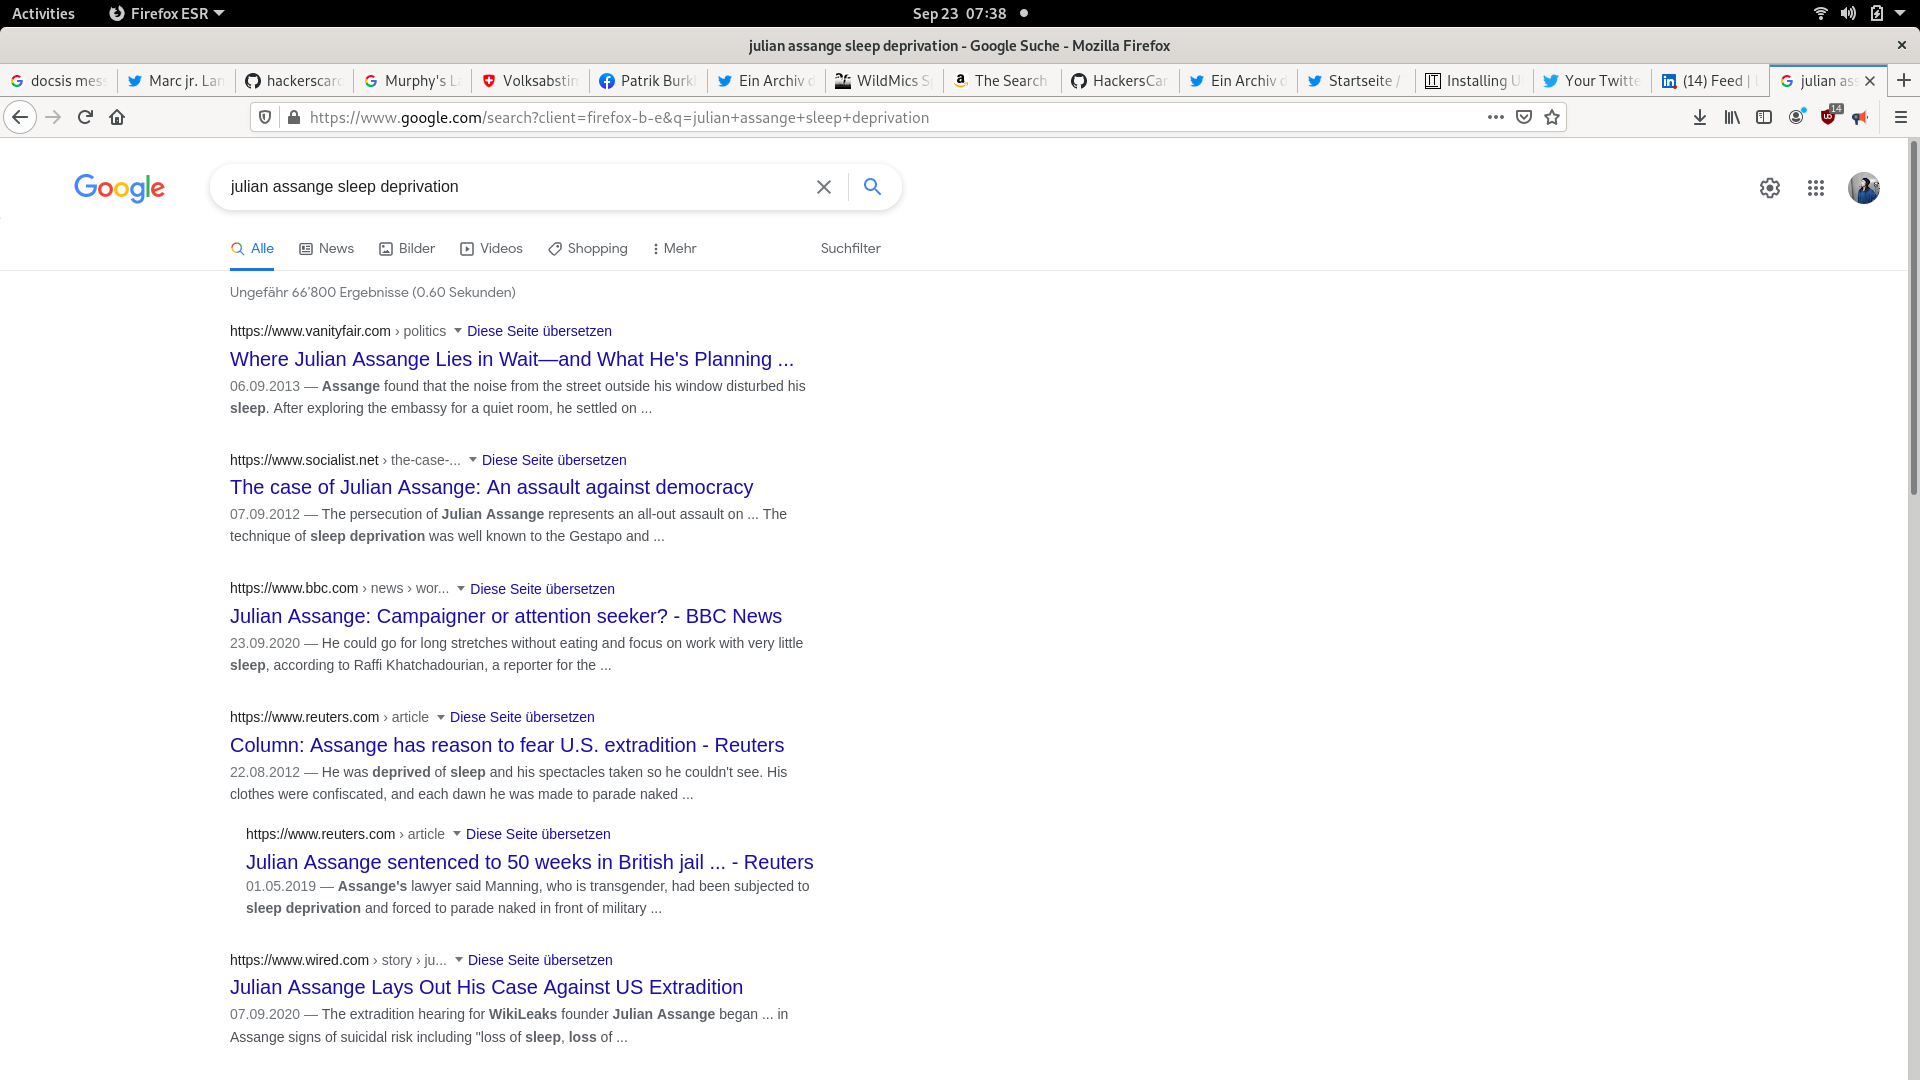 Activities Firefox ESR Sep 23 07:38
julian assange sleep deprivation - Google Suche - Mozilla Firefox
docsis mes Marc jr. Lan hackerscar Murphy's L Volksabstin Patrik Burk Ein Archiv d WildMics S The Search HackersCar Ein Archiv d Startseite / Installing U Your Twitte (14) Feed | L julian ass
https://www.google.com/search?client=firefox-b-e&q=julian+assange+sleep+deprivation 14
Google julian assange sleep deprivation
Alle News Bilder Videos Shopping Mehr Suchfilter
Ungefähr 66'800 Ergebnisse (0.60 Sekunden)
https://www.vanityfair.com › politics Diese Seite übersetzen
Where Julian Assange Lies in Wait—and What He's Planning ...
06.09.2013 — Assange found that the noise from the street outside his window disturbed his
sleep. After exploring the embassy for a quiet room, he settled on ...
https://www.socialist.net › the-case-... Diese Seite übersetzen
The case of Julian Assange: An assault against democracy
07.09.2012 — The persecution of Julian Assange represents an all-out assault on ... The
technique of sleep deprivation was well known to the Gestapo and ...
https://www.bbc.com › news › wor... Diese Seite übersetzen
Julian Assange: Campaigner or attention seeker? - BBC News
23.09.2020 — He could go for long stretches without eating and focus on work with very little
sleep, according to Raffi Khatchadourian, a reporter for the ...
https://www.reuters.com › article Diese Seite übersetzen
Column: Assange has reason to fear U.S. extradition - Reuters
22.08.2012 — He was deprived of sleep and his spectacles taken so he couldn't see. His
clothes were confiscated, and each dawn he was made to parade naked ...
https://www.reuters.com › article Diese Seite übersetzen
Julian Assange sentenced to 50 weeks in British jail ... - Reuters
01.05.2019 — Assange's lawyer said Manning, who is transgender, had been subjected to
sleep deprivation and forced to parade naked in front of military ...
https://www.wired.com › story › ju... Diese Seite übersetzen
Julian Assange Lays Out His Case Against US Extradition
07.09.2020 — The extradition hearing for WikiLeaks founder Julian Assange began ... in
Assange signs of suicidal risk including "loss of sleep, loss of ...